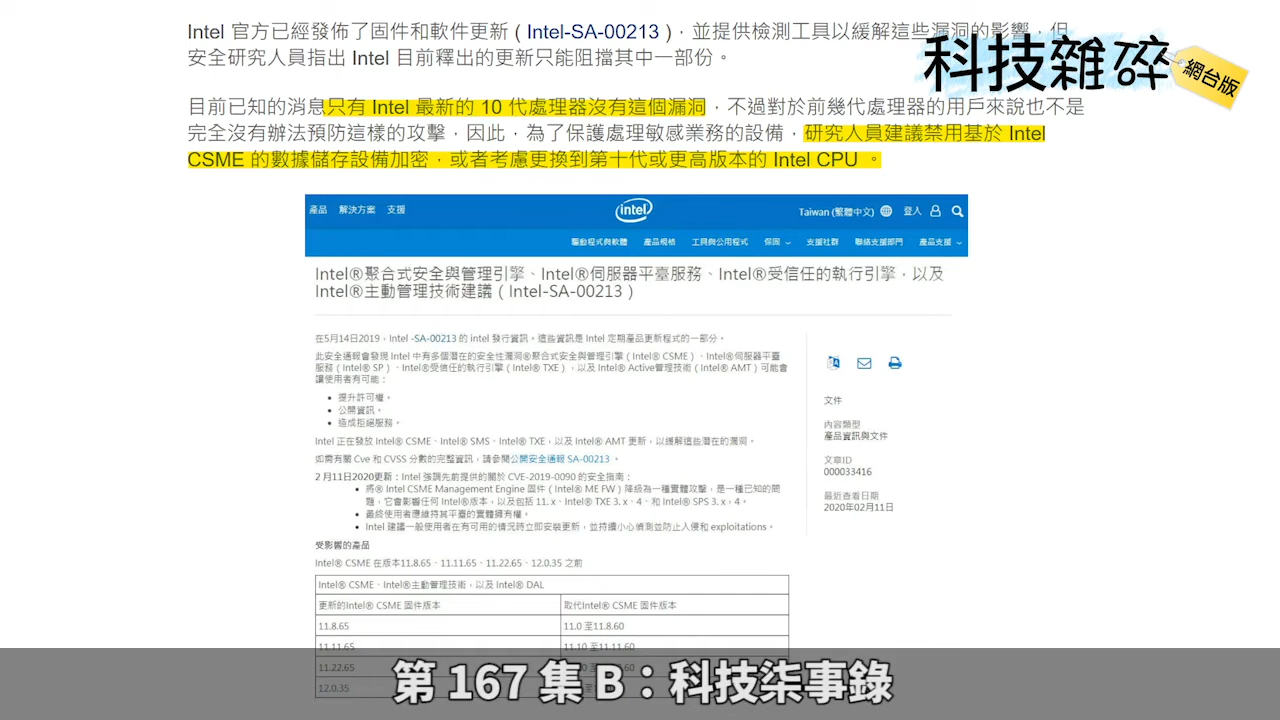 Intel 官方已經發佈了固件和軟件更新 ( Intel-SA-00213 )，並提供檢測工具以緩解這些漏洞的影響，但
安全研究人員指出 Intel 目前釋出的更新只能阻擋其中一部份。
科技雜碎
網台版
目前已知的消息只有 Intel 最新的 10 代處理器沒有這個漏洞，不過對於前幾代處理器的用戶來說也不是
完全沒有辦法預防這樣的攻擊，因此，為了保護處理敏感業務的設備，研究人員建議禁用基於 Intel
CSME 的數據儲存設備加密，或者考慮更換到第十代或更高版本的 Intel CPU 。
產品 解決方案 支援
intel
Taiwan (繁體中文) 登入
驅動程式與軟體 產品規格 工具與公用程式 保固 支援社群 聯絡支援部門 產品支援
Intel®聚合式安全與管理引擎、Intel®伺服器平臺服務、Intel®受信任的執行引擎，以及
Intel®主動管理技術建議（Intel-SA-00213 ）
在5月14日2019，Intel -SA-00213 的 intel 發行資訊。這些資訊是 Intel 定期產品更新程式的一部分。
此安全通報會發現 Intel 中有多個潛在的安全性漏洞®聚合式安全與管理引擎（Intel® CSME）、Intel®伺服器平臺
服務（Intel® SP）、Intel®受信任的執行引擎（Intel® TXE），以及 Intel® Active管理技術（Intel® AMT）可能會
讓使用者有可能：
• 提升許可權。
• 公開資訊。
• 造成拒絕服務。
Intel 正在發放 Intel® CSME、Intel® SMS、Intel® TXE，以及 Intel® AMT 更新，以緩解這些潛在的漏洞。
如需有關 Cve 和 CVSS 分數的完整資訊，請參閱公開安全通報 SA-00213 。
2 月11日2020更新：Intel 強調先前提供的關於 CVE-2019-0090 的安全指南：
• 將® Intel CSME Management Engine 固件（Intel® ME FW）降級為一種實體攻擊，是一種已知的問
題，它會影響任何 Intel®版本，以及包括 11. x、Intel® TXE 3. x、4、和 Intel® SPS 3. x，4。
• 最終使用者應維持其平臺的實體擁有權。
• Intel 建議一般使用者在有可用的情況時立即安裝更新，並持續小心偵測並防止入侵和 exploitations。
受影響的產品
Intel® CSME 在版本11.8.65、11.11.65、11.22.65、12.0.35 之前
Intel® CSME、Intel®主動管理技術，以及 Intel® DAL
更新的Intel® CSME 固件版本 取代Intel® CSME 固件版本
11.8.65 11.0 至11.8.60
11.11.65 11.10 至11.11.60
11.22.65
12.0.35
文件
內容類型
產品資訊與文件
文章ID
000033416
最近查看日期
2020年02月11日
第 167 集 B：科技柒事錄